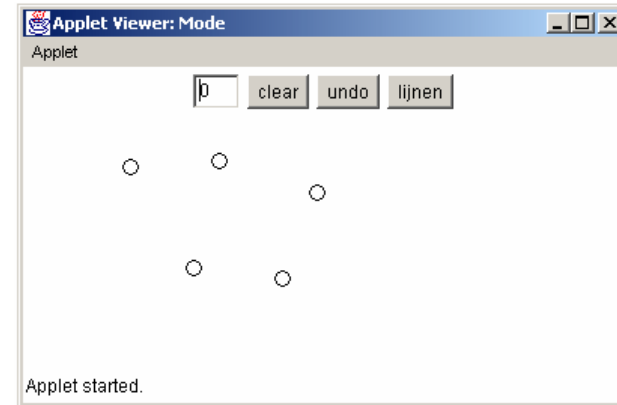 Applet Viewer: Mode
Applet
0 clear undo lijnen
Applet started.